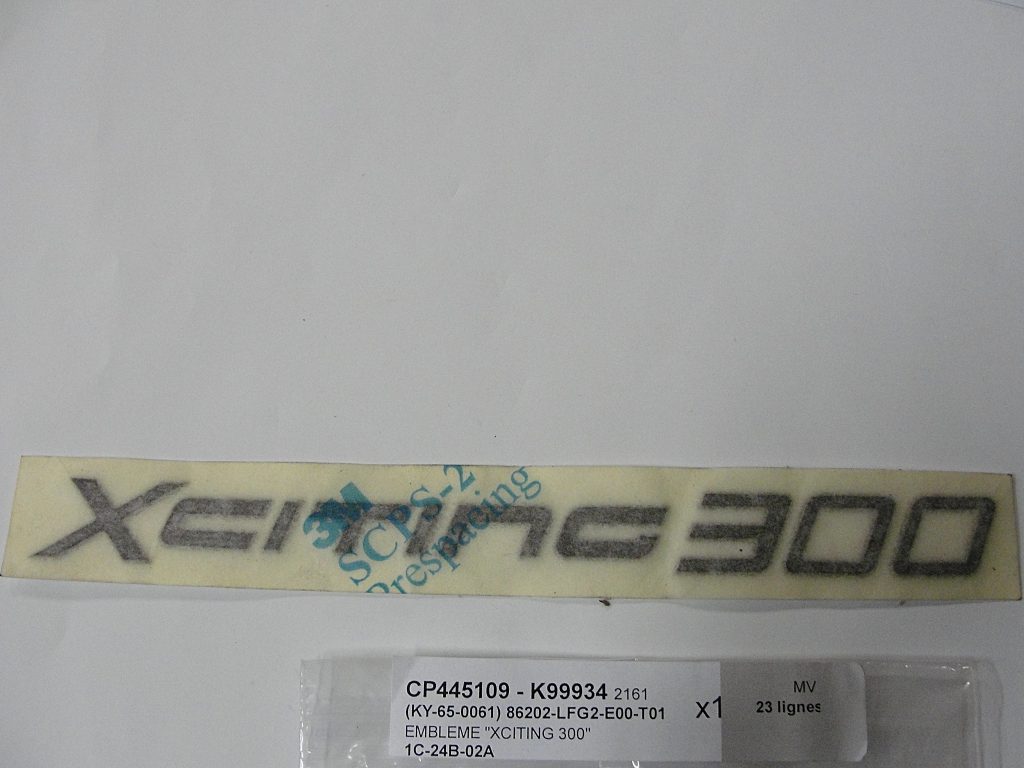 XCITING 300
3M
SCPS-2
Prespacing
CP445109 - K99934 2161
(KY-65-0061) 86202-LFG2-E00-T01
EMBLEME "XCITING 300"
1C-24B-02A
x1
MV
23 lignes